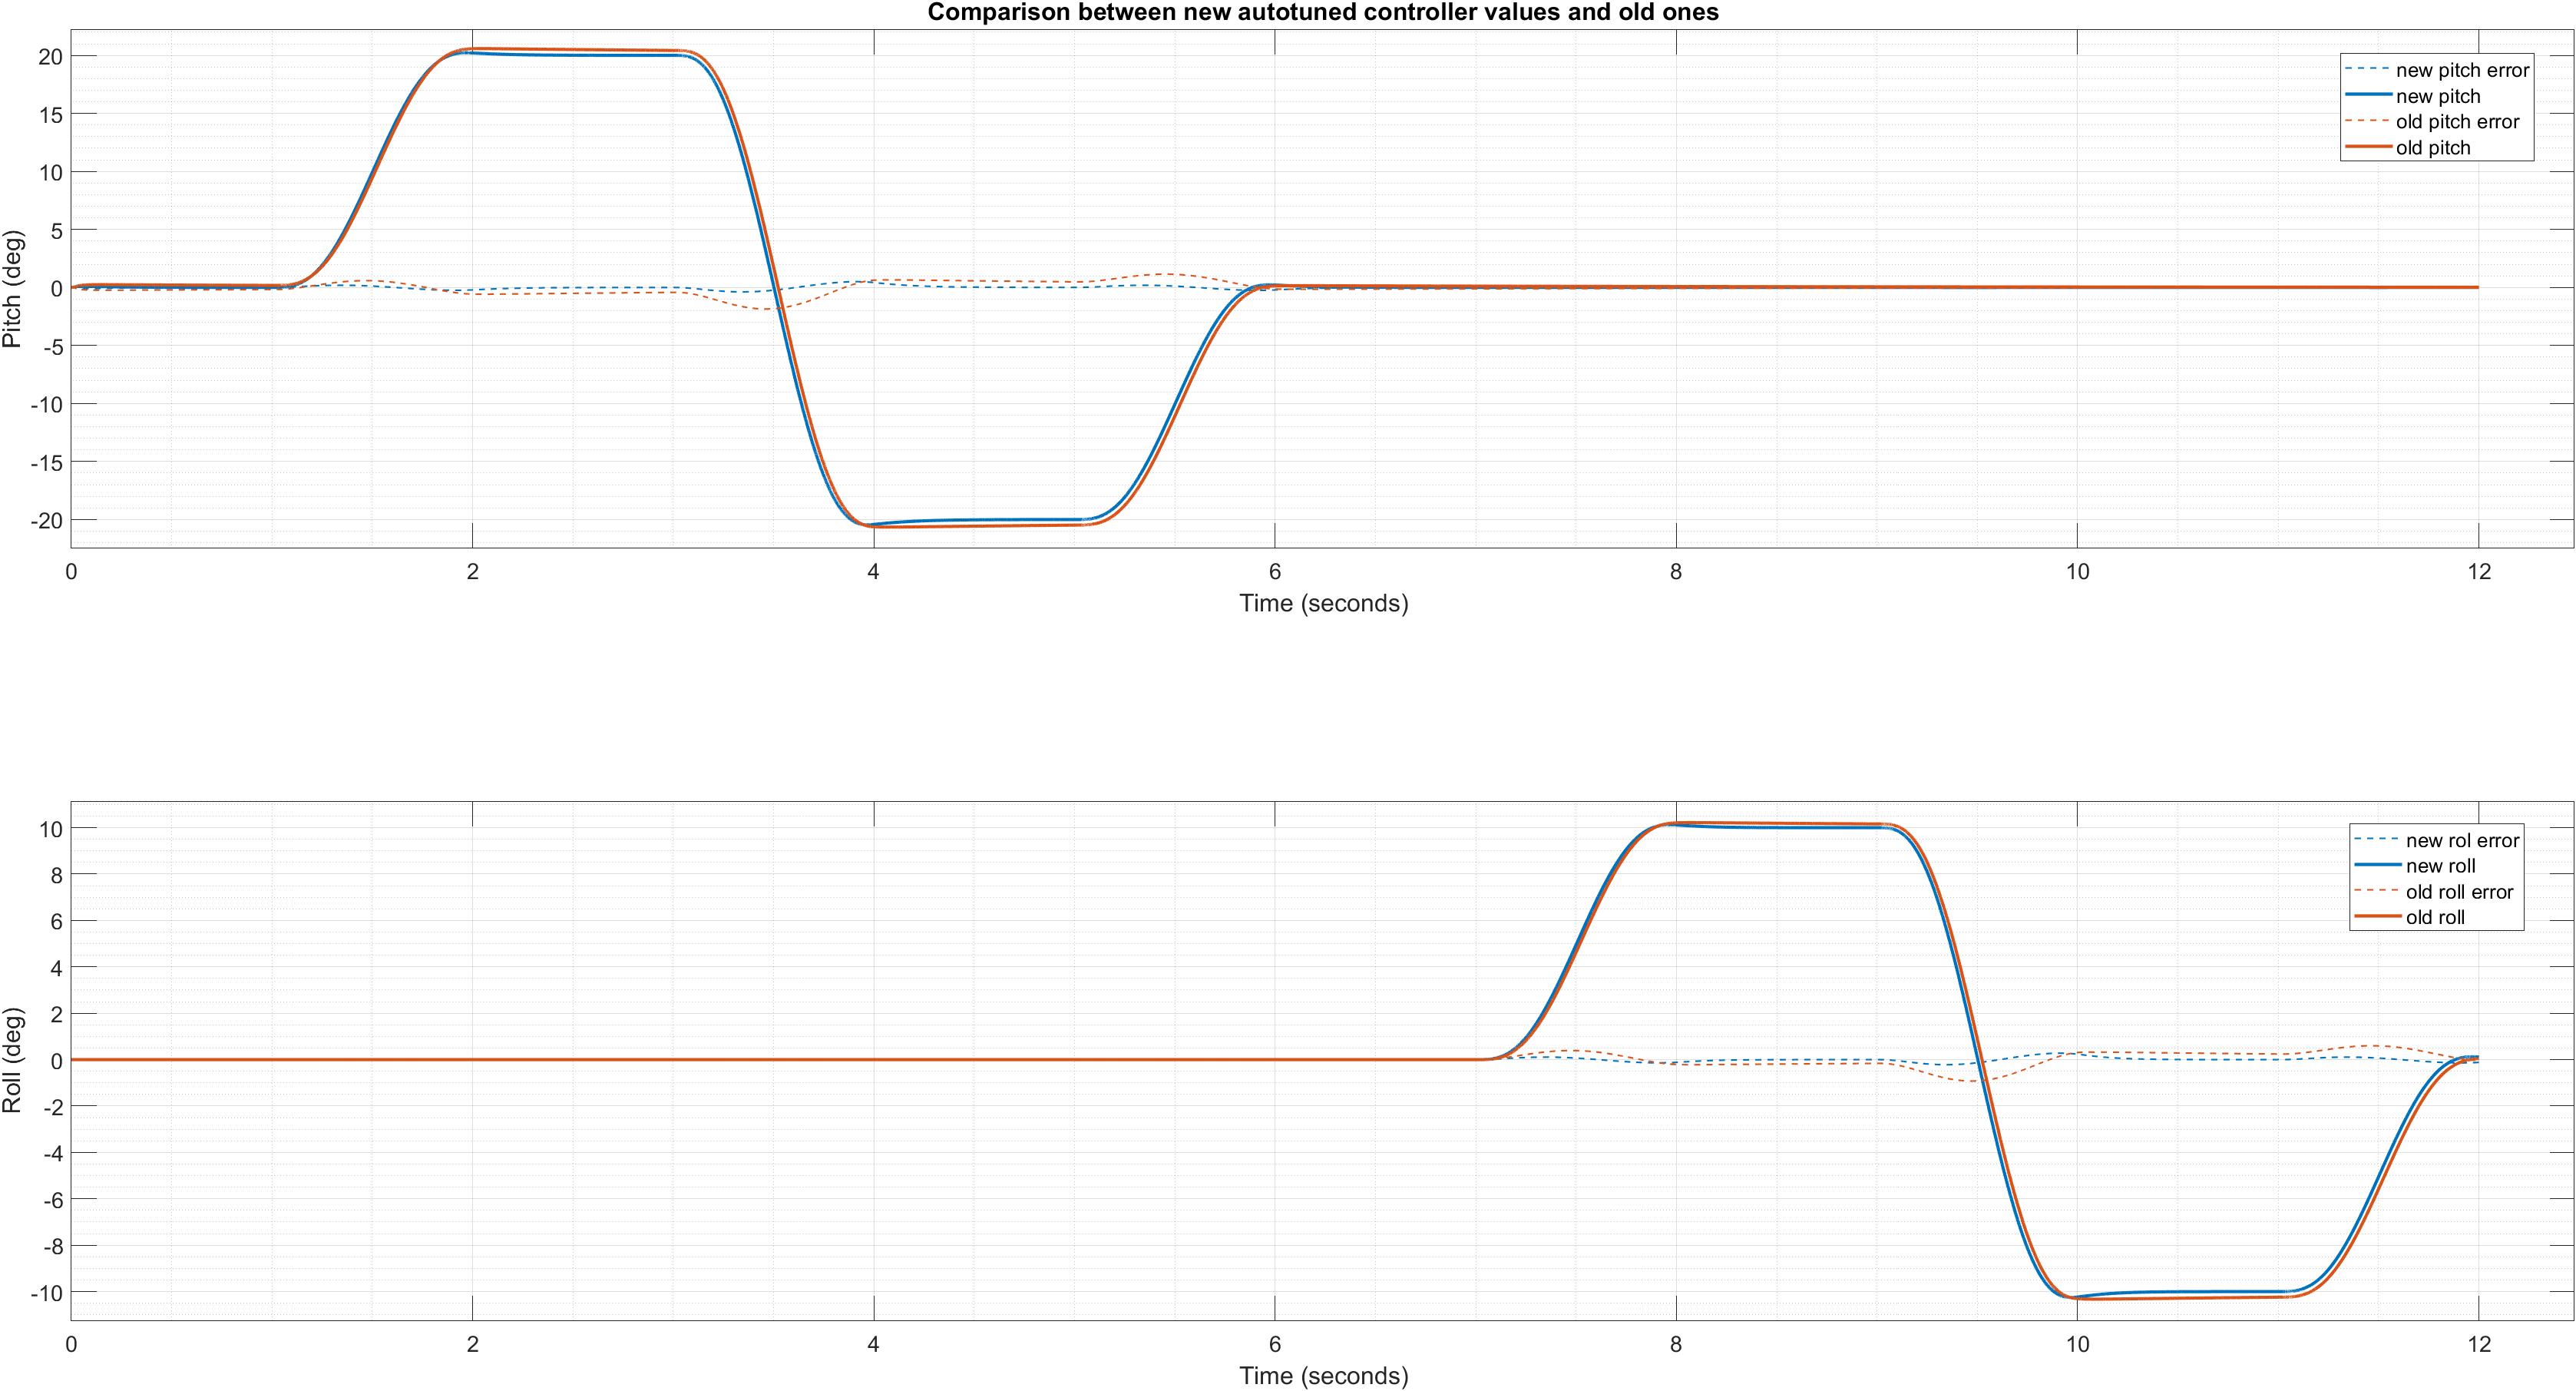 Comparison between new autotuned controller values and old ones
20
15
10
5
0
-5
-10
-15
-20
Pitch (deg)
new pitch error
new pitch
old pitch error
old pitch
0 2 4 6 8 10 12
Time (seconds)
10
8
6
4
2
0
-2
-4
-6
-8
-10
Roll (deg)
new rol error
new roll
old roll error
old roll
0 2 4 6 8 10 12
Time (seconds)